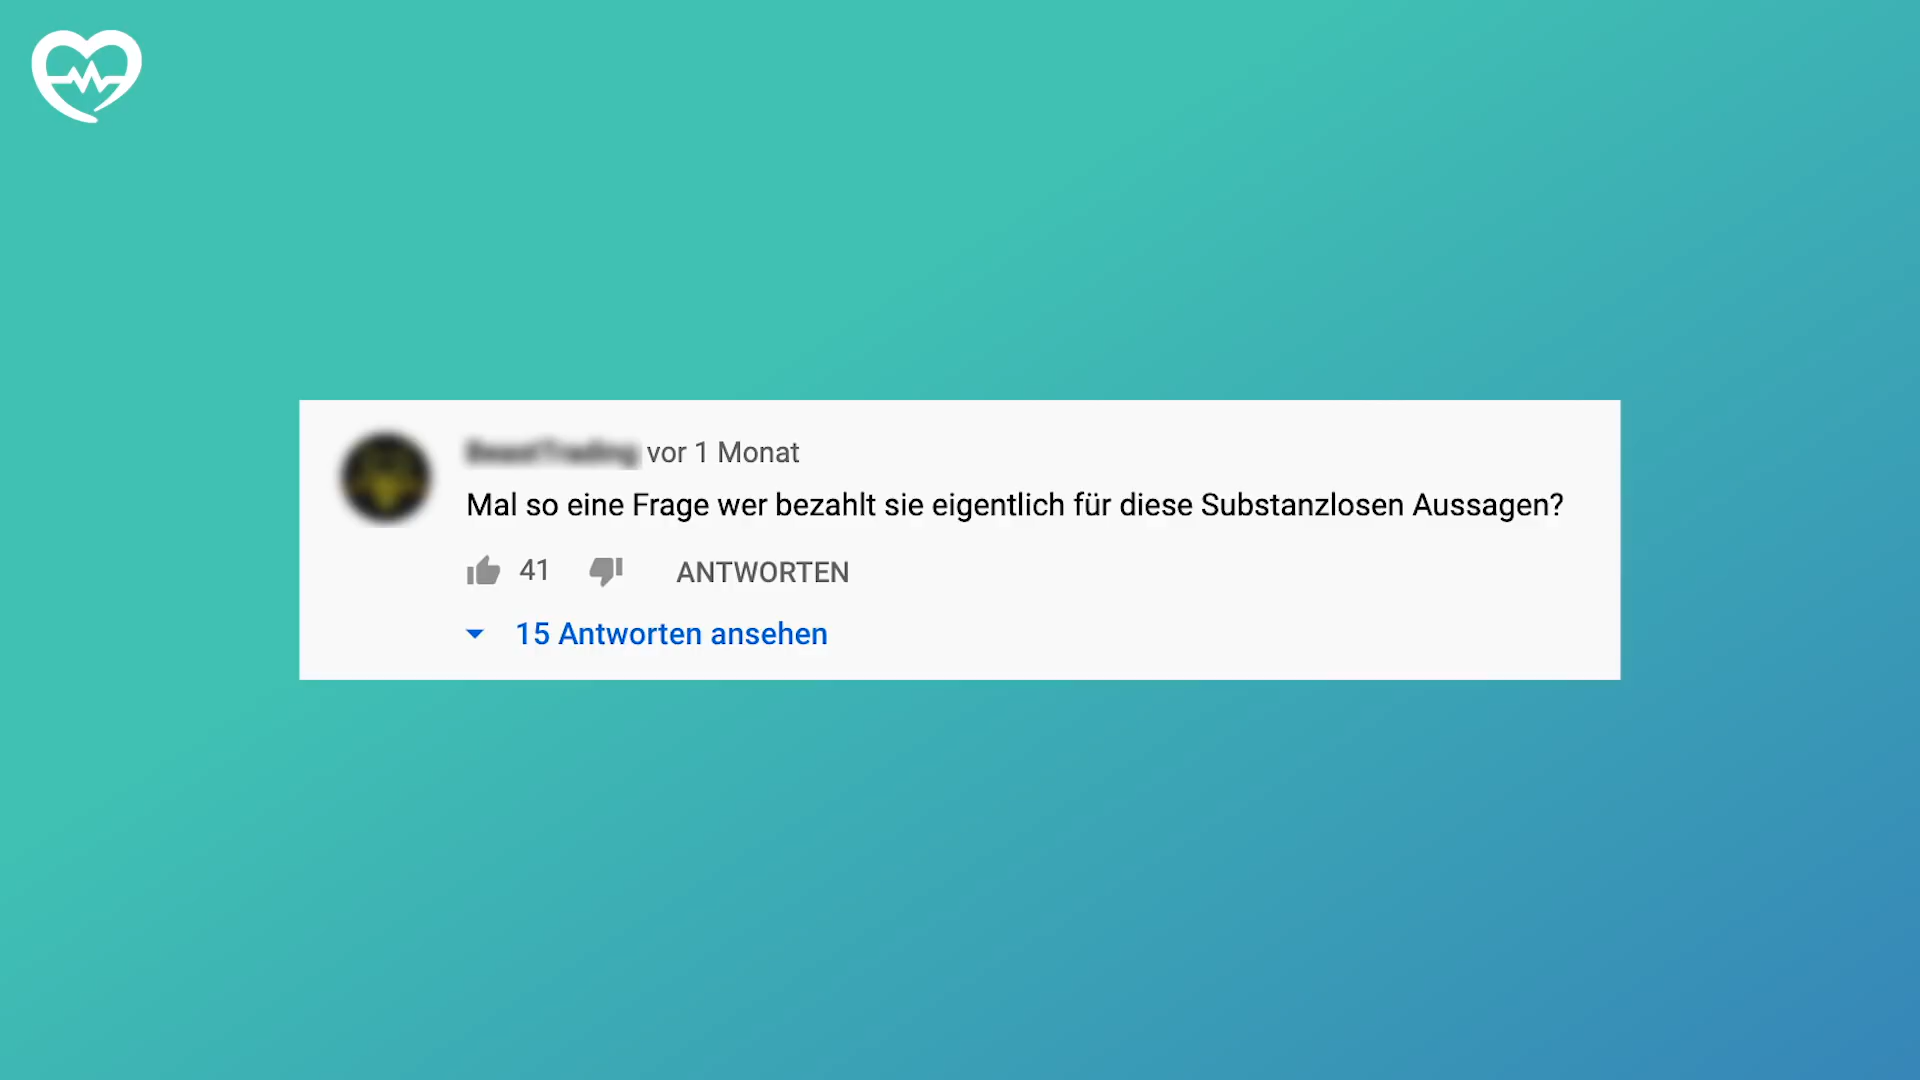 vor 1 Monat
Mal so eine Frage wer bezahlt sie eigentlich für diese Substanzlosen Aussagen?
41 ANTWORTEN
15 Antworten ansehen